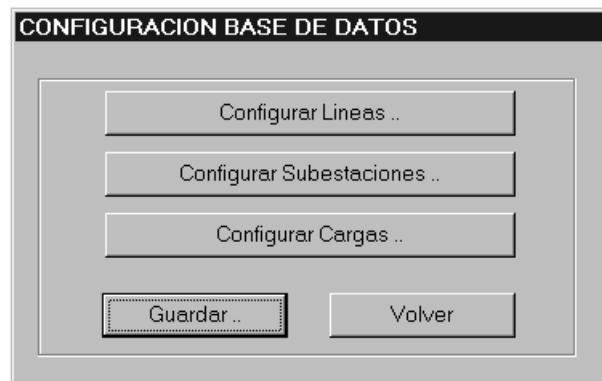 CONFIGURACION BASE DE DATOS
Configurar Lineas ..
Configurar Subestaciones ..
Configurar Cargas ..
Guardar ..
Volver